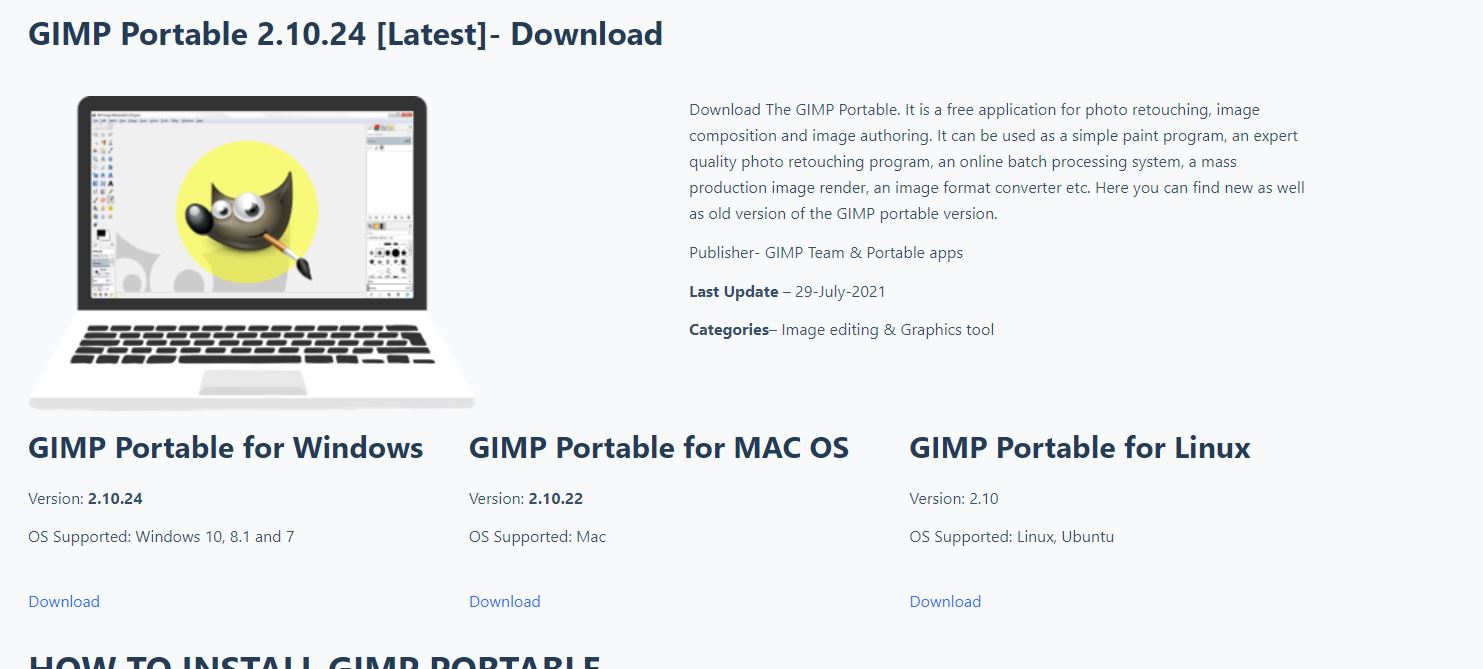 GIMP Portable 2.10.24 [Latest]- Download
Download The GIMP Portable. It is a free application for photo retouching, image
composition and image authoring. It can be used as a simple paint program, an expert
quality photo retouching program, an online batch processing system, a mass
production image render, an image format converter etc. Here you can find new as well
as old version of the GIMP portable version.
Publisher- GIMP Team & Portable apps
Last Update – 29-July-2021
Categories– Image editing & Graphics tool
GIMP Portable for Windows
Version: 2.10.24
OS Supported: Windows 10, 8.1 and 7
Download
GIMP Portable for MAC OS
Version: 2.10.22
OS Supported: Mac
Download
GIMP Portable for Linux
Version: 2.10
OS Supported: Linux, Ubuntu
Download
HOW TO INSTALL GIMP PORTABLE